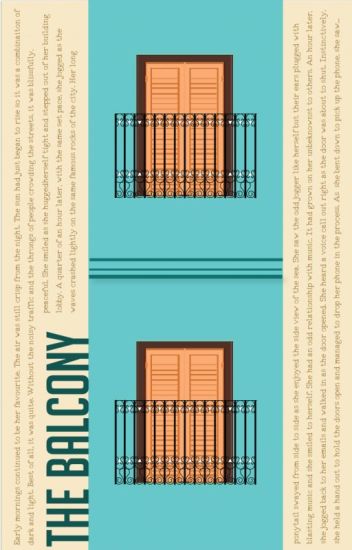 Early mornings continued to be her favourite. The air was still crisp from the night. The sun had just began to rise so it was a combination of
dark and light. Best of all, it was quite. Without the noisy traffic and the throngs of people crowding the streets, it was blissfully
peaceful. She smiled as she huggedherself tight and stepped out of her building
lobby. A quarter of an hour later, with the same set pace, she jogged as the
waves crashed lightly on the same famous rocks of the city. Her long
THE BALCONY
ponytail swayed from side to side as she enjoyed the side view of the sea. She saw the odd jogger like herself but their ears plugged with
blasting music and she smiled to herself. She had an odd relationship with music. It had grown on her unbeknownst to others. An hour later,
she jogged back to her emails and walked in as the door opened. She heard a voice call out right as the door was about to shut. Instinctively,
she held a hand out to hold the doors open and managed to drop her phone in the process. As she bent down to pick up the phone, she saw...